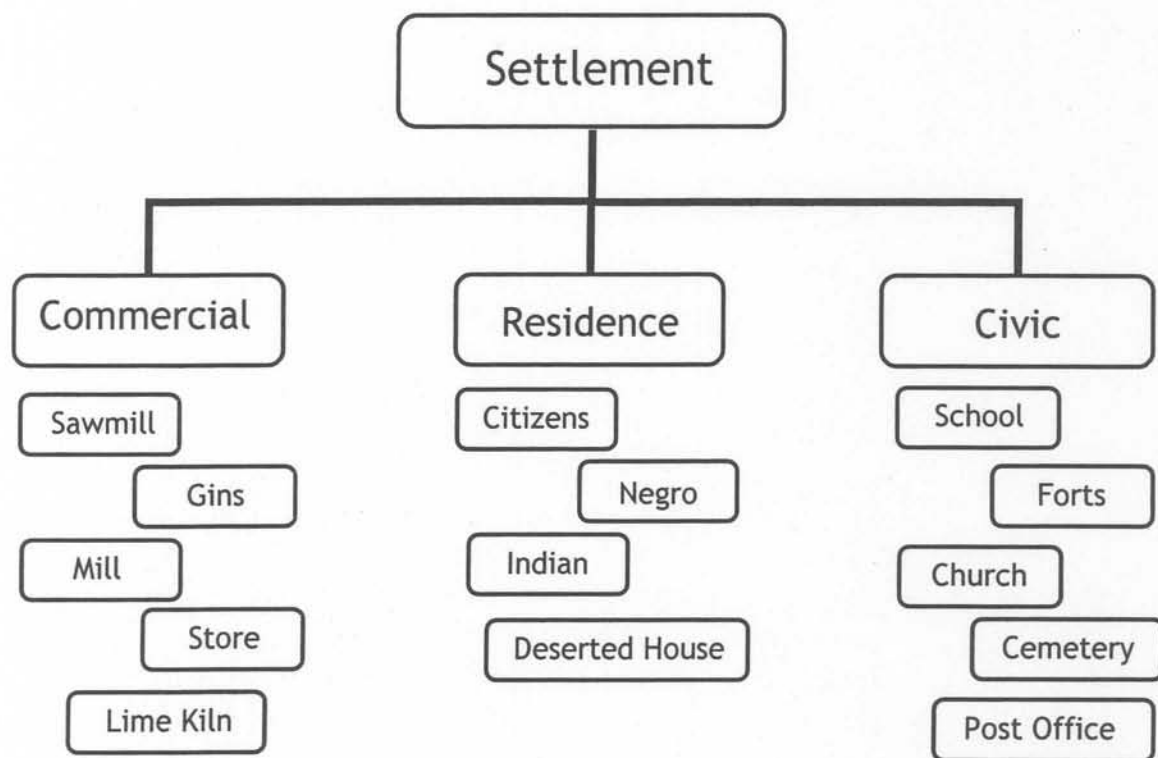 Settlement
Commercial
Sawmill
Gins
Mill
Store
Lime Kiln
Residence
Citizens
Negro
Indian
Deserted House
Civic
School
Forts
Church
Cemetery
Post Office